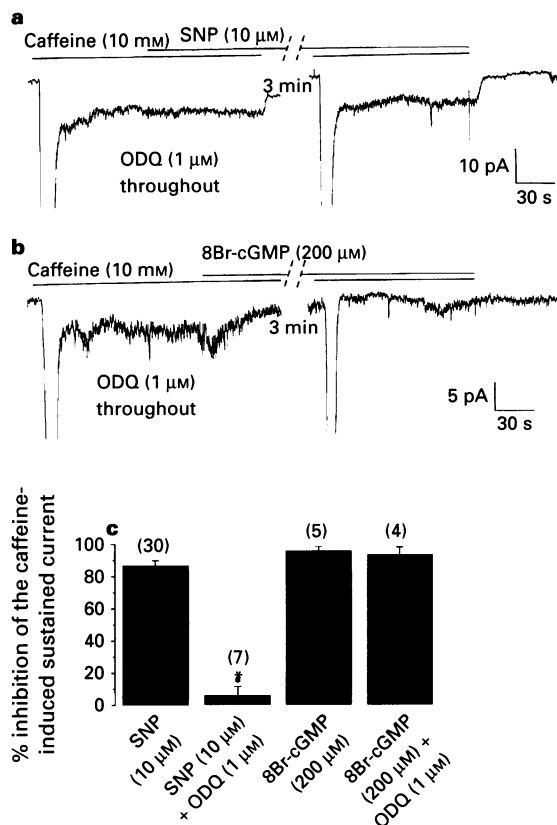 a
SNP (10 µM)
Caffeine (10 mM)
3 min
ODQ (1 µM)
throughout
10 pA
30 s
b
8Br-cGMP (200 µM)
Caffeine (10 mM)
3 min
ODQ (1 µM)
throughout
5 pA
30 s
c
% inhibition of the caffeine-
induced sustained current
100
80
60
40
20
0
(30)
(7)
#
(5)
(4)
SNP
(10 µM)
SNP (10 µM)
+ ODQ (1 µM)
8Br-cGMP
(200 µM)
8Br-cGMP
(200 µM) +
ODQ (1 µM)